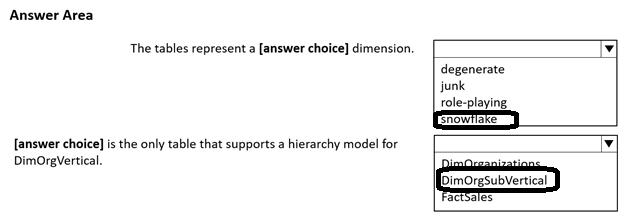 Answer Area
The tables represent a [answer choice] dimension.
degenerate
junk
role-playing
snowflake
[answer choice] is the only table that supports a hierarchy model for
DimOrgVertical.
DimOrganizations
DimOrgSubVertical
FactSales